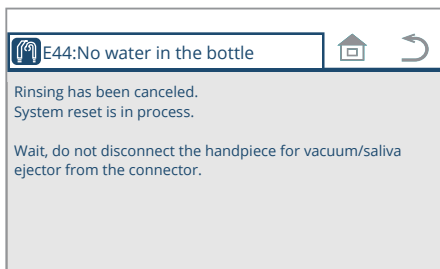 E44:No water in the bottle
Rinsing has been canceled.
System reset is in process.
Wait, do not disconnect the handpiece for vacuum/saliva
ejector from the connector.